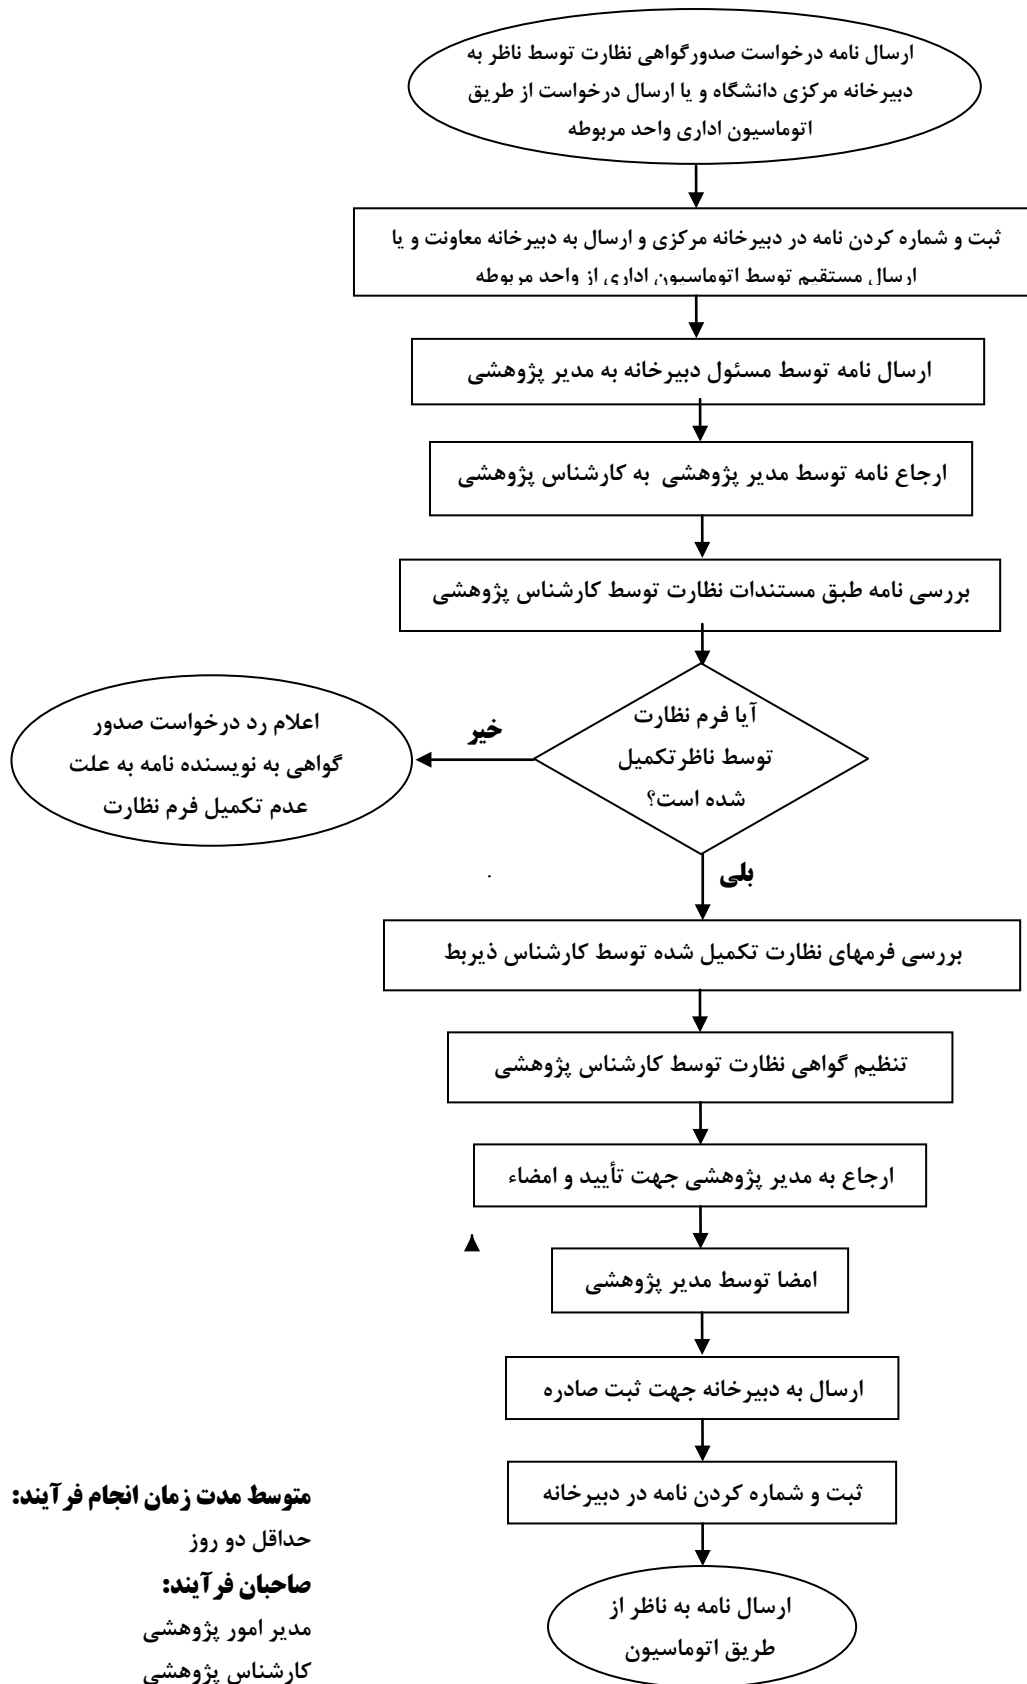 ارسال نامه درخواست صدورگواهی نظارت توسط ناظر به
دبیرخانه مرکزی دانشگاه و یا ارسال درخواست از طریق
اتوماسیون اداری واحد مربوطه
ثبت و شماره کردن نامه در دبیرخانه مرکزی و ارسال به دبیرخانه معاونت و یا
ارسال مستقیم توسط اتوماسیون اداری از واحد مربوطه
ارسال نامه توسط مسئول دبیرخانه به مدیر پژوهشی
ارجاع نامه توسط مدیر پژوهشی به کارشناس پژوهشی
بررسی نامه طبق مستندات نظارت توسط کارشناس پژوهشی
آیا فرم نظارت
توسط ناظر تکمیل
شده است؟
خیر
اعلام رد درخواست صدور
گواهی به نویسنده نامه به علت
عدم تکمیل فرم نظارت
بلی
بررسی فرمهای نظارت تکمیل شده توسط کارشناس ذیربط
تنظیم گواهی نظارت توسط کارشناس پژوهشی
ارجاع به مدیر پژوهشی جهت تأیید و امضاء
امضا توسط مدیر پژوهشی
ارسال به دبیرخانه جهت ثبت صادره
ثبت و شماره کردن نامه در دبیرخانه
ارسال نامه به ناظر از
طریق اتوماسیون
متوسط مدت زمان انجام فرآیند:
حداقل دو روز
صاحبان فرآیند:
مدیر امور پژوهشی
کارشناس پژوهشی